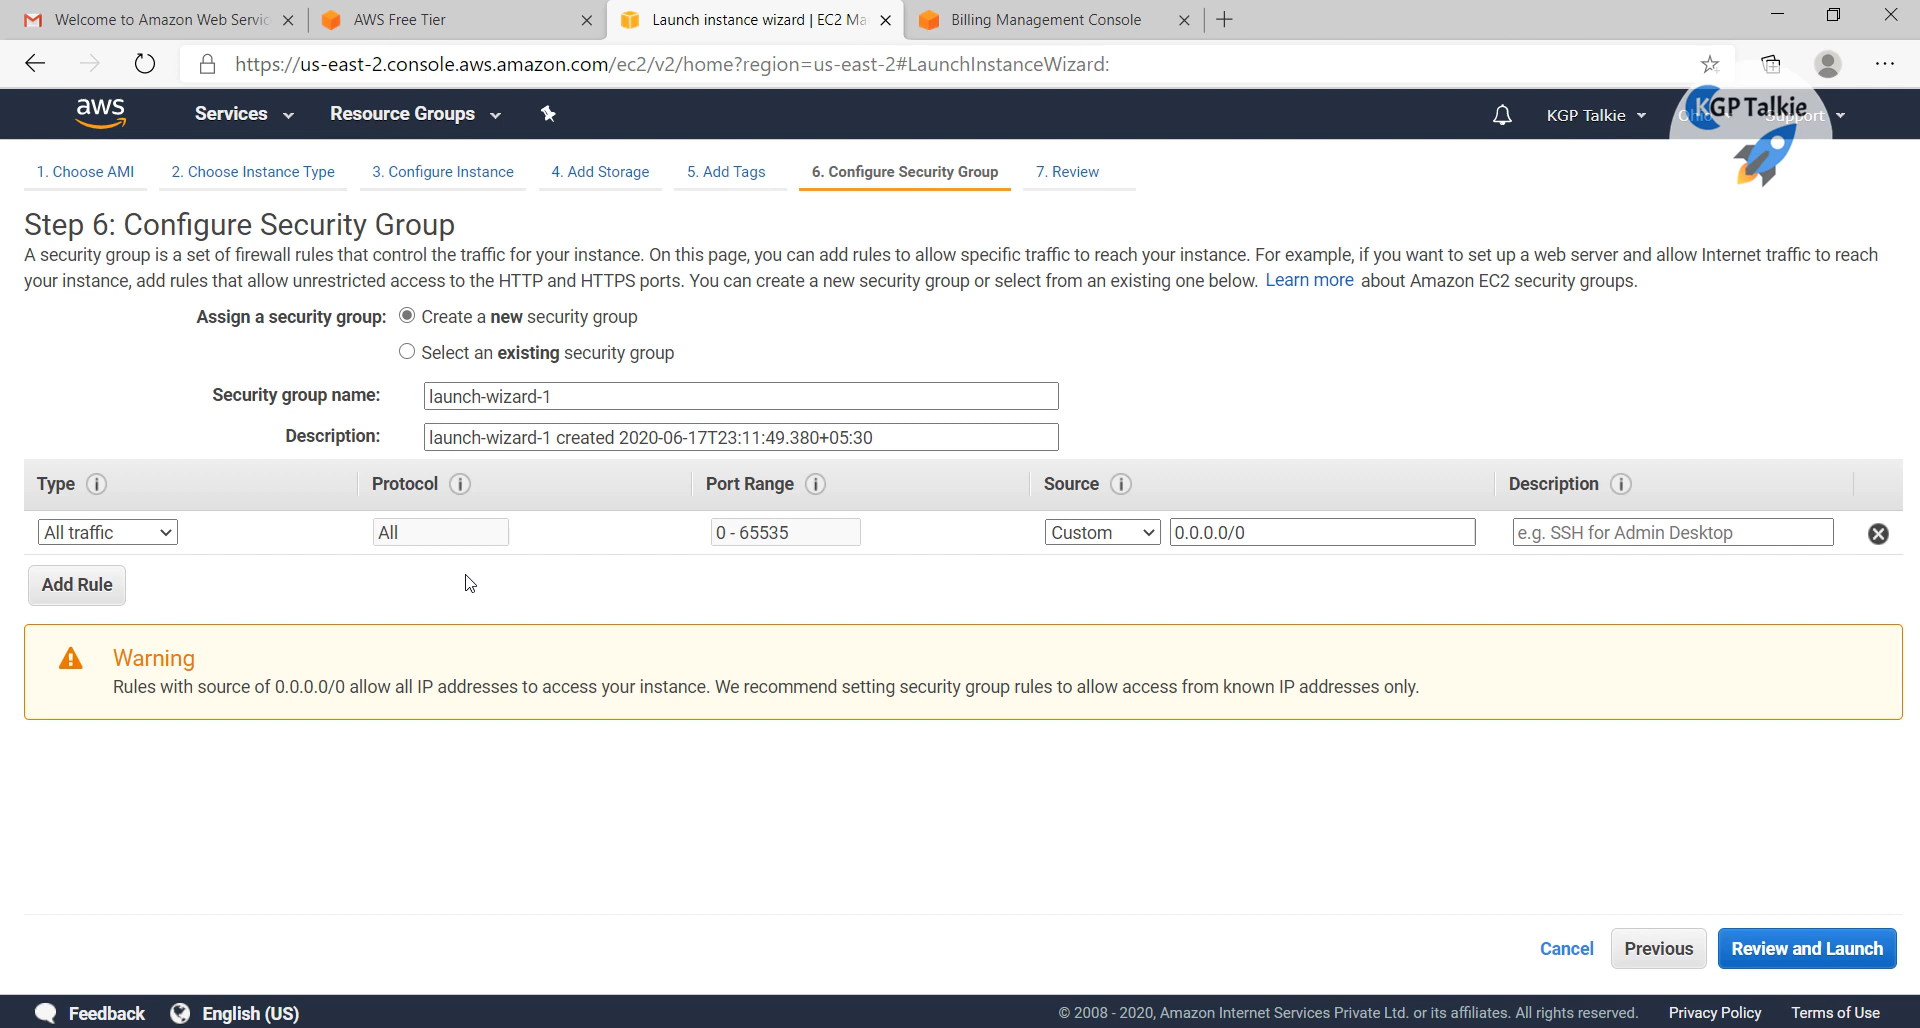 Welcome to Amazon Web Servic
AWS Free Tier
Launch instance wizard | EC2 Ma
Billing Management Console
https://us-east-2.console.aws.amazon.com/ec2/v2/home?region=us-east-2#LaunchInstanceWizard:
aws
Services
Resource Groups
KGP Talkie
Ohio
Support
KGP Talkie
1. Choose AMI
2. Choose Instance Type
3. Configure Instance
4. Add Storage
5. Add Tags
6. Configure Security Group
7. Review
Step 6: Configure Security Group
A security group is a set of firewall rules that control the traffic for your instance. On this page, you can add rules to allow specific traffic to reach your instance. For example, if you want to set up a web server and allow Internet traffic to reach
your instance, add rules that allow unrestricted access to the HTTP and HTTPS ports. You can create a new security group or select from an existing one below. Learn more about Amazon EC2 security groups.
Assign a security group: Create a new security group
Select an existing security group
Security group name: launch-wizard-1
Description: launch-wizard-1 created 2020-06-17T23:11:49.380+05:30
Type i Protocol i Port Range i Source i Description i
All traffic All 0 - 65535 Custom 0.0.0.0/0 e.g. SSH for Admin Desktop
Add Rule
Warning
Rules with source of 0.0.0.0/0 allow all IP addresses to access your instance. We recommend setting security group rules to allow access from known IP addresses only.
Cancel Previous Review and Launch
Feedback English (US) © 2008 - 2020, Amazon Internet Services Private Ltd. or its affiliates. All rights reserved. Privacy Policy Terms of Use